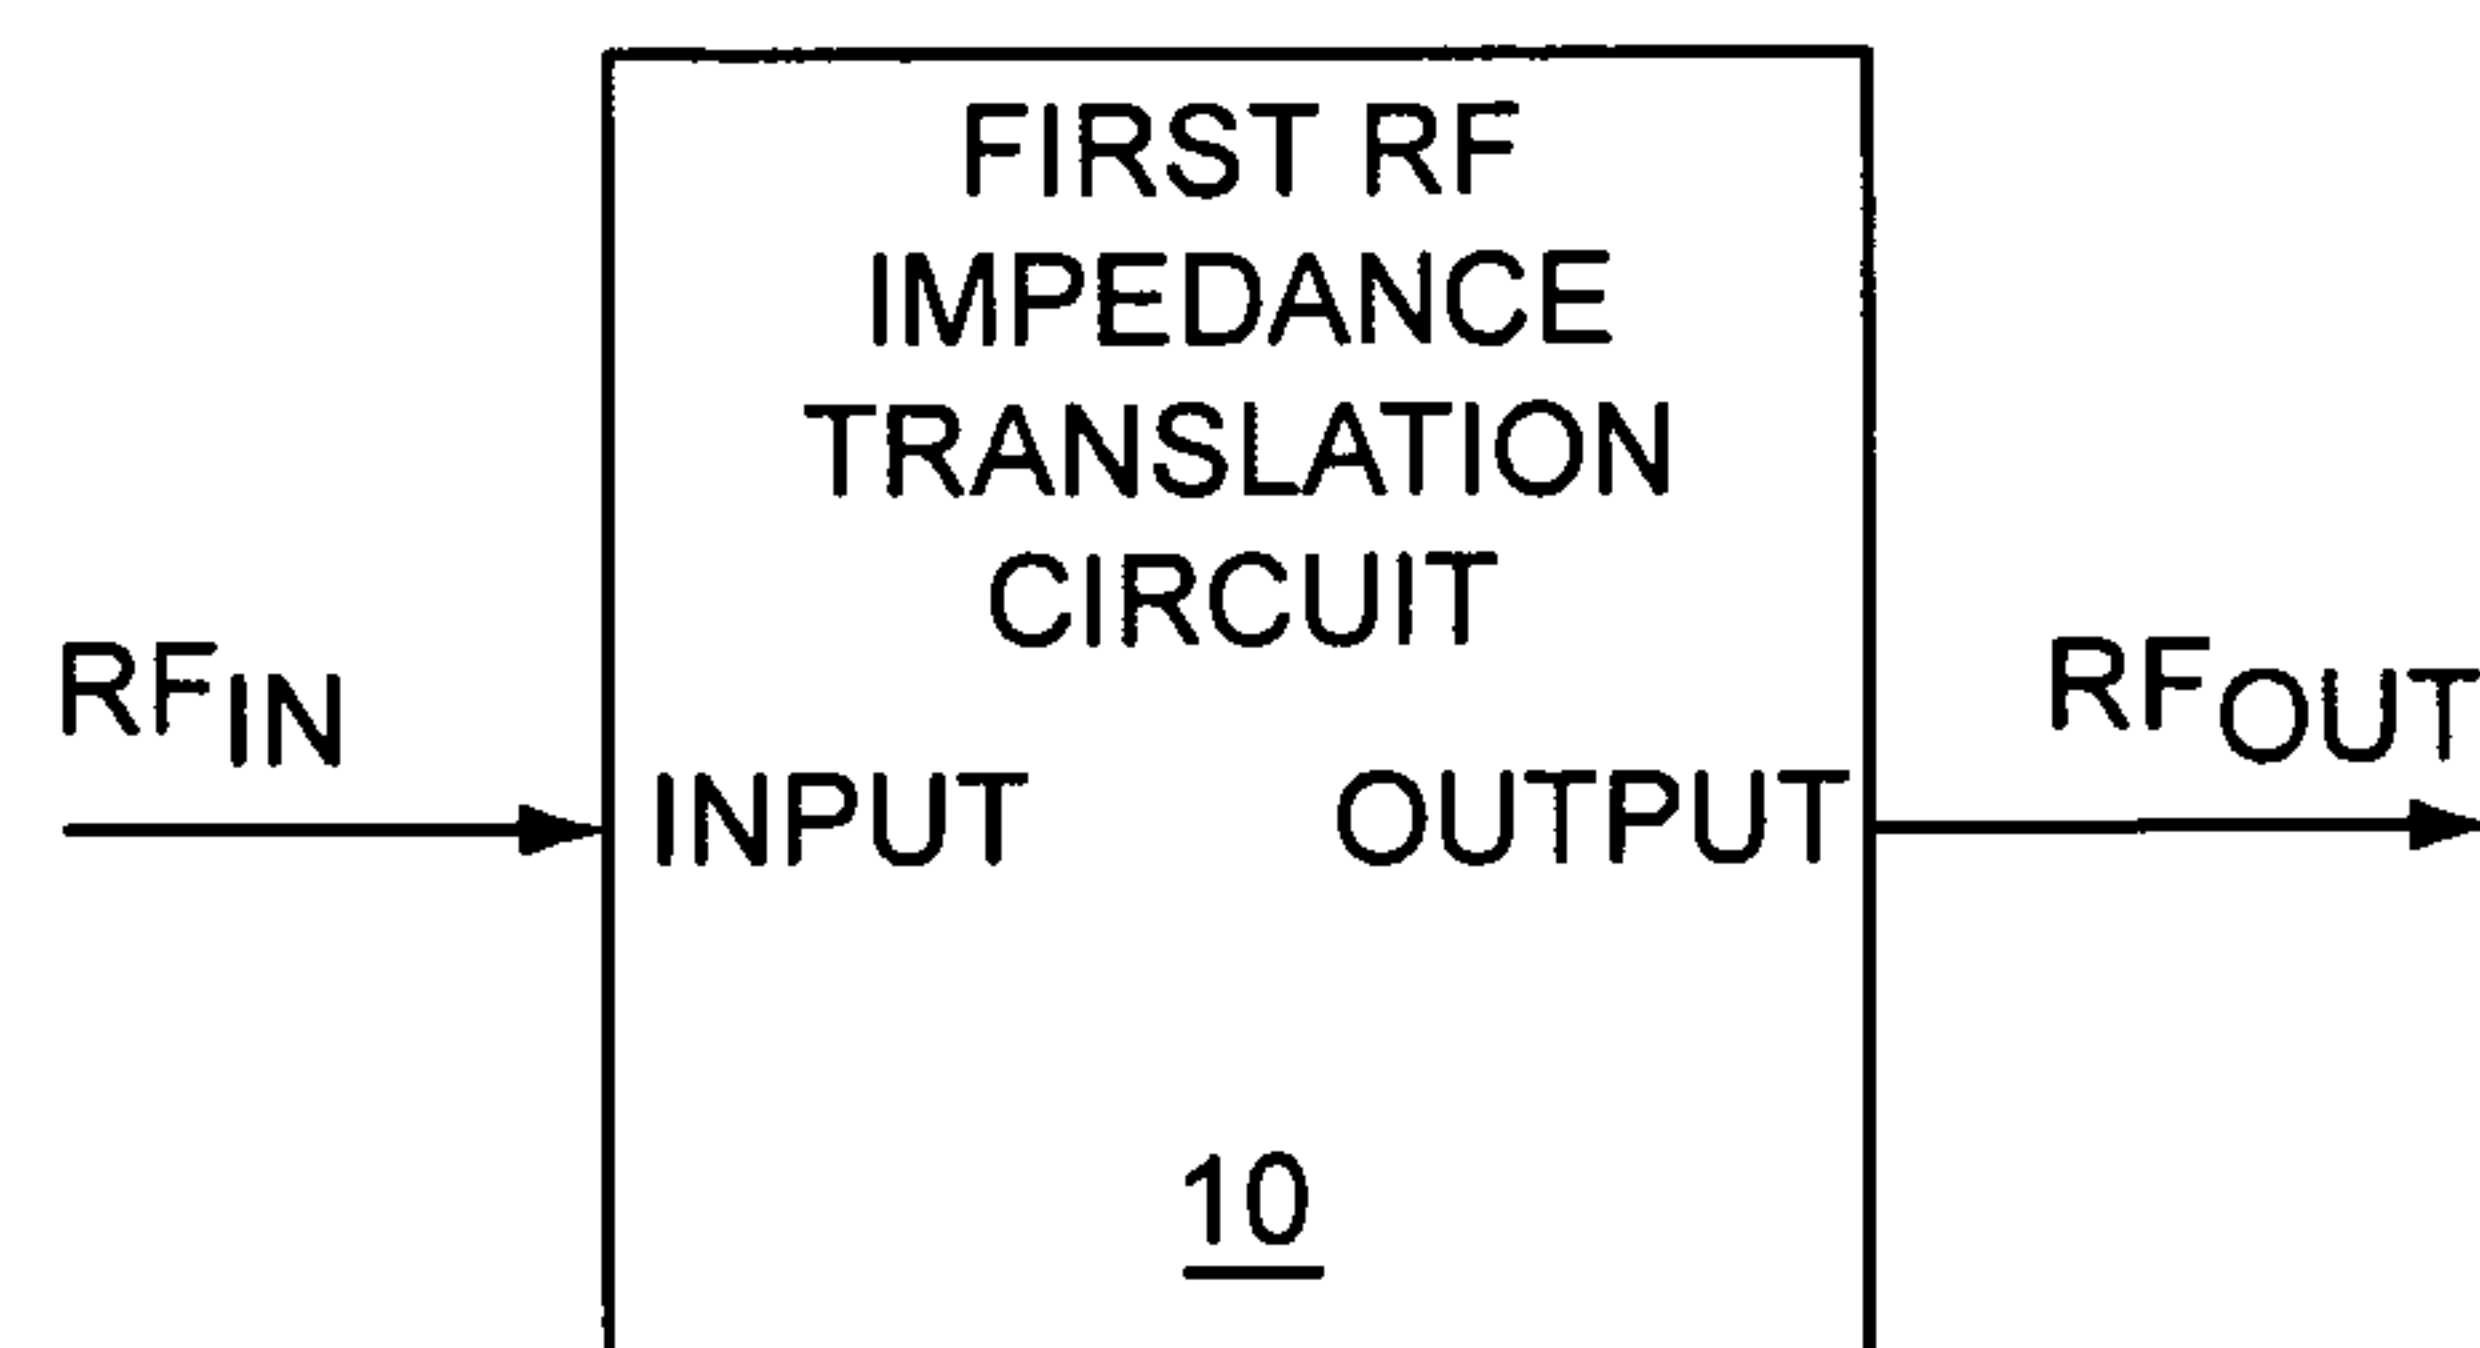 FIRST RF
IMPEDANCE
TRANSLATION
CIRCUIT
RFIN
RFOUT
INPUT
OUTPUT
10